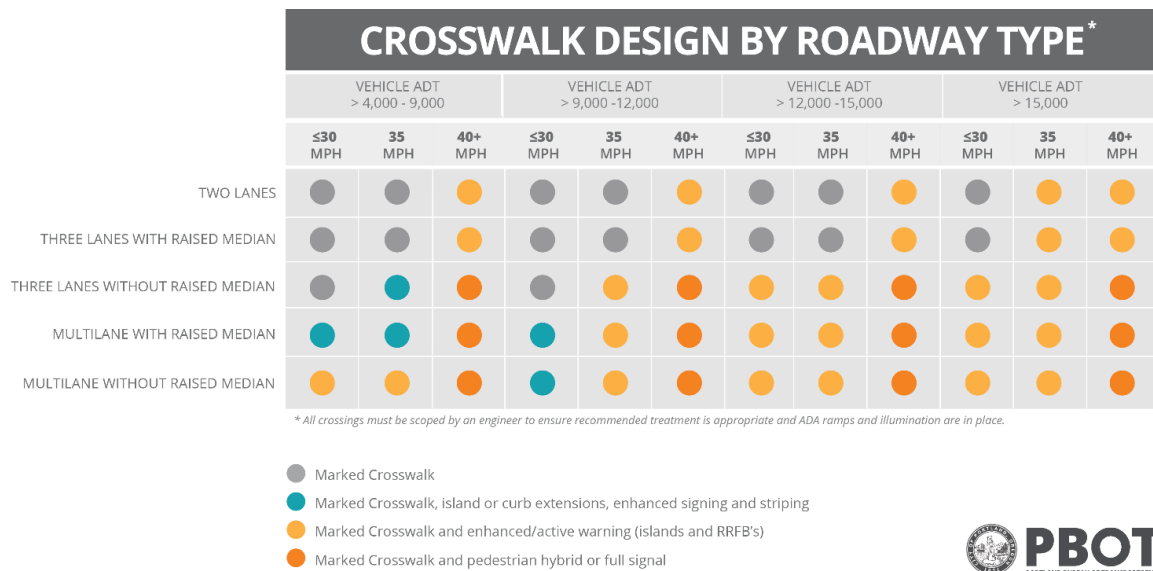 CROSSWALK DESIGN BY ROADWAY TYPE*
VEHICLE ADT
> 4,000 - 9,000
VEHICLE ADT
> 9,000 -12,000
VEHICLE ADT
> 12,000 -15,000
VEHICLE ADT
> 15,000
≤30 35 40+ ≤30 35 40+ ≤30 35 40+ ≤30 35 40+
MPH MPH MPH MPH MPH MPH MPH MPH MPH MPH MPH MPH
TWO LANES
THREE LANES WITH RAISED MEDIAN
THREE LANES WITHOUT RAISED MEDIAN
MULTILANE WITH RAISED MEDIAN
MULTILANE WITHOUT RAISED MEDIAN
* All crossings must be scoped by an engineer to ensure recommended treatment is appropriate and ADA ramps and illumination are in place.
Marked Crosswalk
Marked Crosswalk, island or curb extensions, enhanced signing and striping
Marked Crosswalk and enhanced/active warning (islands and RRFB's)
Marked Crosswalk and pedestrian hybrid or full signal
PBOT